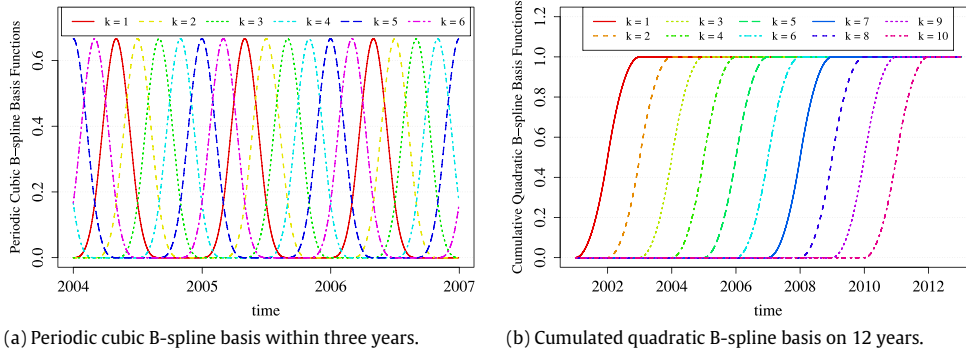 k = 1 k = 2 k = 3 k = 4 k = 5 k = 6
Periodic Cubic B−spline Basis Functions
0.6
0.4
0.2
0.0
2004 2005 2006 2007
time
(a) Periodic cubic B-spline basis within three years.
k = 1 k = 3 k = 5 k = 7 k = 9
k = 2 k = 4 k = 6 k = 8 k = 10
Cumulative Quadratic B−spline Basis Functions
1.2
1.0
0.8
0.6
0.4
0.2
0.0
2002 2004 2006 2008 2010 2012
time
(b) Cumulated quadratic B-spline basis on 12 years.